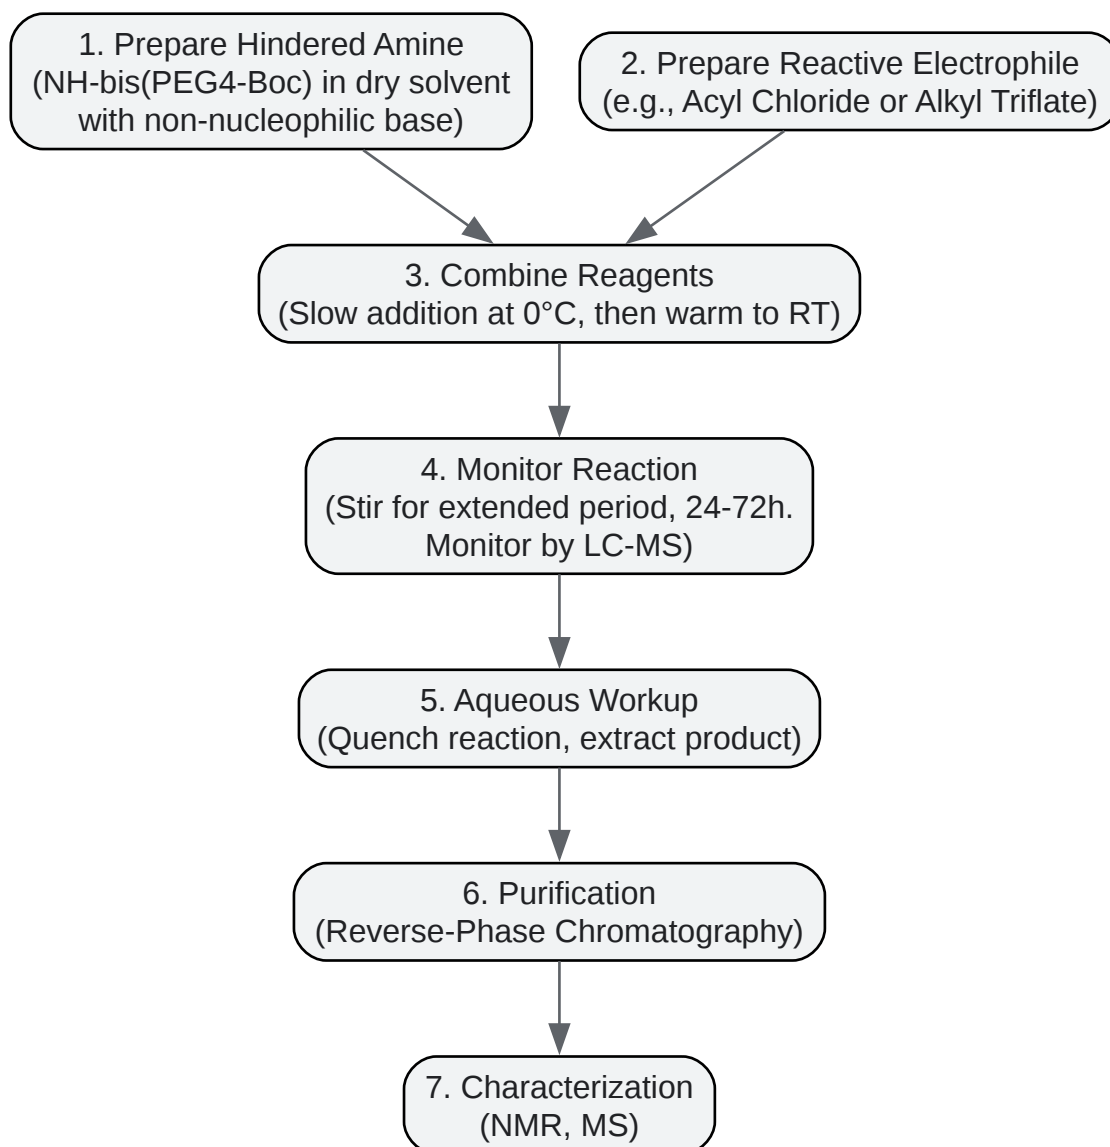 1. Prepare Hindered Amine
(NH-bis(PEG4-Boc) in dry solvent
with non-nucleophilic base)
2. Prepare Reactive Electrophile
(e.g., Acyl Chloride or Alkyl Triflate)
3. Combine Reagents
(Slow addition at 0°C, then warm to RT)
4. Monitor Reaction
(Stir for extended period, 24-72h.
Monitor by LC-MS)
5. Aqueous Workup
(Quench reaction, extract product)
6. Purification
(Reverse-Phase Chromatography)
7. Characterization
(NMR, MS)